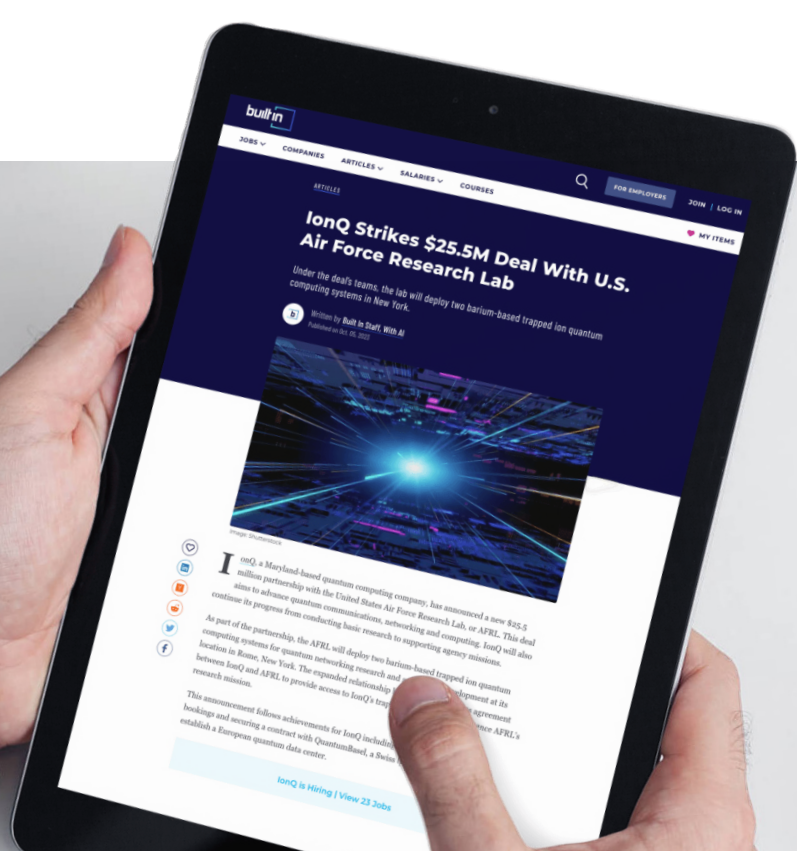 builtin
JOBS COMPANIES ARTICLES SALARIES COURSES
FOR EMPLOYERS JOIN | LOG IN
MY ITEMS
ARTICLES
IonQ Strikes $25.5M Deal With U.S.
Air Force Research Lab
Under the deal's teams, the lab will deploy two barium-based trapped ion quantum
computing systems in New York.
Written by Built In Staff, With AI
Published on Oct. 05, 2023
Image: Shutterstock
IonQ, a Maryland-based quantum computing company, has announced a new $25.5
million partnership with the United States Air Force Research Lab, or AFRL. This deal
aims to advance quantum communications, networking and computing. IonQ will also
continue its progress from conducting basic research to supporting agency missions.
As part of the partnership, the AFRL will deploy two barium-based trapped ion quantum
computing systems for quantum networking research and
location in Rome, New York. The expanded relationship
between IonQ and AFRL to provide access to IonQ's
agreement
AFRL's
research mission.
This announcement follows achievements for IonQ including
bookings and securing a contract with QuantumBasel, a Swiss
establish a European quantum data center.
IonQ is Hiring | View 23 Jobs